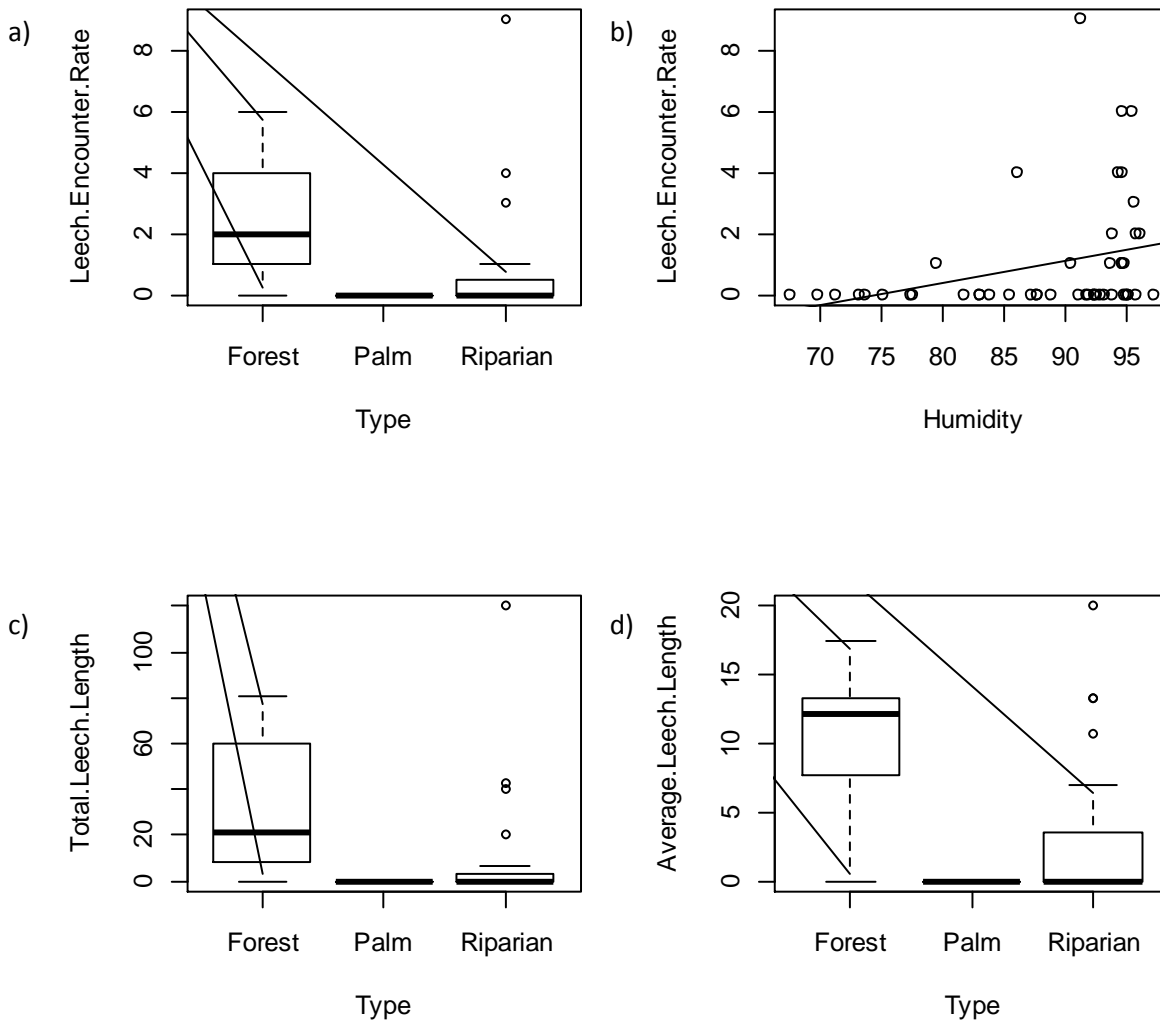 a)
Leech.Encounter.Rate
0 2 4 6 8
Forest Palm Riparian
Type
b)
Leech.Encounter.Rate
0 2 4 6 8
70 75 80 85 90 95
Humidity
c)
Total.Leech.Length
0 20 60 100
Forest Palm Riparian
Type
d)
Average.Leech.Length
0 5 10 15 20
Forest Palm Riparian
Type